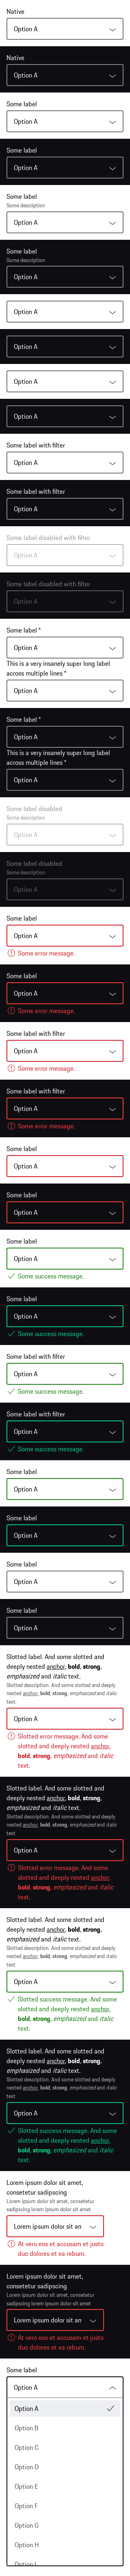 Native
Option A
Native
Option A
Some label
Option A
Some label
Option A
Some label
Some description
Option A
Some label
Some description
Option A
Option A
Option A
Option A
Option A
Some label with filter
Option A
Some label with filter
Option A
Some label disabled with filter
Option A
Some label disabled with filter
Option A
Some label *
Option A
This is a very insanely super long label
across multiple lines *
Option A
Some label *
Option A
This is a very insanely super long label
across multiple lines *
Option A
Some label disabled
Some description
Option A
Some label disabled
Some description
Option A
Some label
Option A
Some error message.
Some label
Option A
Some error message.
Some label with filter
Option A
Some error message.
Some label with filter
Option A
Some error message.
Some label
Option A
Some label
Option A
Some label
Option A
Some success message.
Some label
Option A
Some success message.
Some label with filter
Option A
Some success message.
Some label with filter
Option A
Some success message.
Some label
Option A
Some label
Option A
Some label
Option A
Some label
Option A
Slotted label. And some slotted and
deeply nested anchor, bold, strong,
emphasized and italic text.
Slotted description. And some slotted and deeply
nested anchor, bold, strong, emphasized and italic
text.
Option A
Slotted error message. And some
slotted and deeply nested anchor,
bold, strong, emphasized and italic
text.
Slotted label. And some slotted and
deeply nested anchor, bold, strong,
emphasized and italic text.
Slotted description. And some slotted and deeply
nested anchor, bold, strong, emphasized and italic
text.
Option A
Slotted error message. And some
slotted and deeply nested anchor,
bold, strong, emphasized and italic
text.
Slotted label. And some slotted and
deeply nested anchor, bold, strong,
emphasized and italic text.
Slotted description. And some slotted and deeply
nested anchor, bold, strong, emphasized and italic
text.
Option A
Slotted success message. And some
slotted and deeply nested anchor,
bold, strong, emphasized and italic
text.
Slotted label. And some slotted and
deeply nested anchor, bold, strong,
emphasized and italic text.
Slotted description. And some slotted and deeply
nested anchor, bold, strong, emphasized and italic
text.
Option A
Slotted success message. And some
slotted and deeply nested anchor,
bold, strong, emphasized and italic
text.
Lorem ipsum dolor sit amet,
consetetur sadipscing
Lorem ipsum dolor sit amet, consetetur
sadipscing lorem ipsum dolor sit amet
Lorem ipsum dolor sit am
At vero eos et accusam et justo
duo dolores et ea rebum.
Lorem ipsum dolor sit amet,
consetetur sadipscing
Lorem ipsum dolor sit amet, consetetur
sadipscing lorem ipsum dolor sit amet
Lorem ipsum dolor sit am
At vero eos et accusam et justo
duo dolores et ea rebum.
Some label
Option A
Option A
Option B
Option C
Option D
Option E
Option F
Option G
Option H
Option I